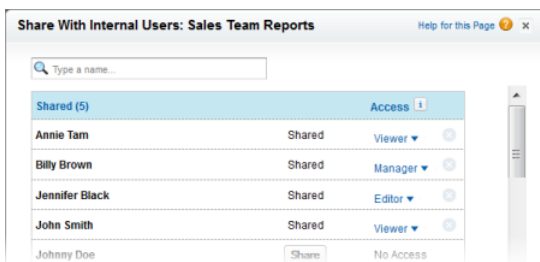 Share With Internal Users: Sales Team Reports Help for this Page ? x
Type a name...
Shared (5) Access i
Annie Tam Shared Viewer
Billy Brown Shared Manager
Jennifer Black Shared Editor
John Smith Shared Viewer
Johnny Doe Share No Access